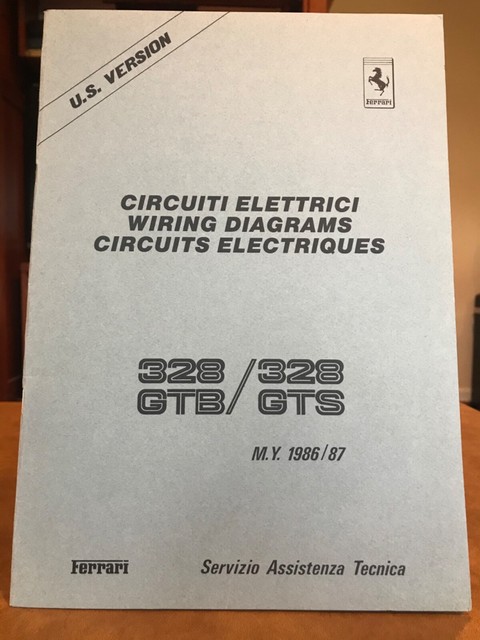 U.S. VERSION
Ferrari
CIRCUITI ELETTRICI
WIRING DIAGRAMS
CIRCUITS ELECTRIQUES
328/328
GTB/GTS
M.Y. 1986/87
Ferrari
Servizio Assistenza Tecnica